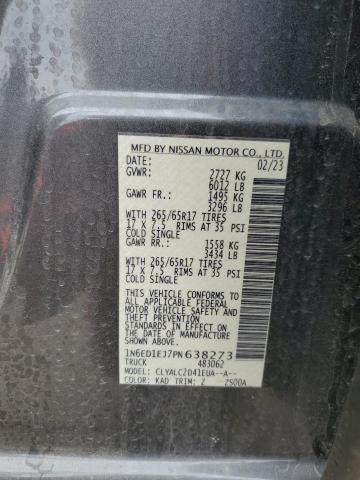 MFD BY NISSAN MOTOR CO., LTD.
DATE: 02/23
GVWR: 2727 KG
6012 LB
GAWR FR.: 1495 KG
3296 LB
WITH 265/65R17 TIRES
17 X 7.5 RIMS AT 35 PSI
COLD SINGLE
GAWR RR.: 1558 KG
3434 LB
WITH 265/65R17 TIRES
17 X 7.5 RIMS AT 35 PSI
COLD SINGLE
THIS VEHICLE CONFORMS TO
ALL APPLICABLE FEDERAL
MOTOR VEHICLE SAFETY AND
THEFT PREVENTION
STANDARDS IN EFFECT ON THE
DATE OF MANUFACTURE
SHOWN ABOVE.
1N6ED1EJ7PN638273
TRUCK 483062
MODEL: CLYALC2D41EUA--A--
COLOR: KAD TRIM: Z 2S00A